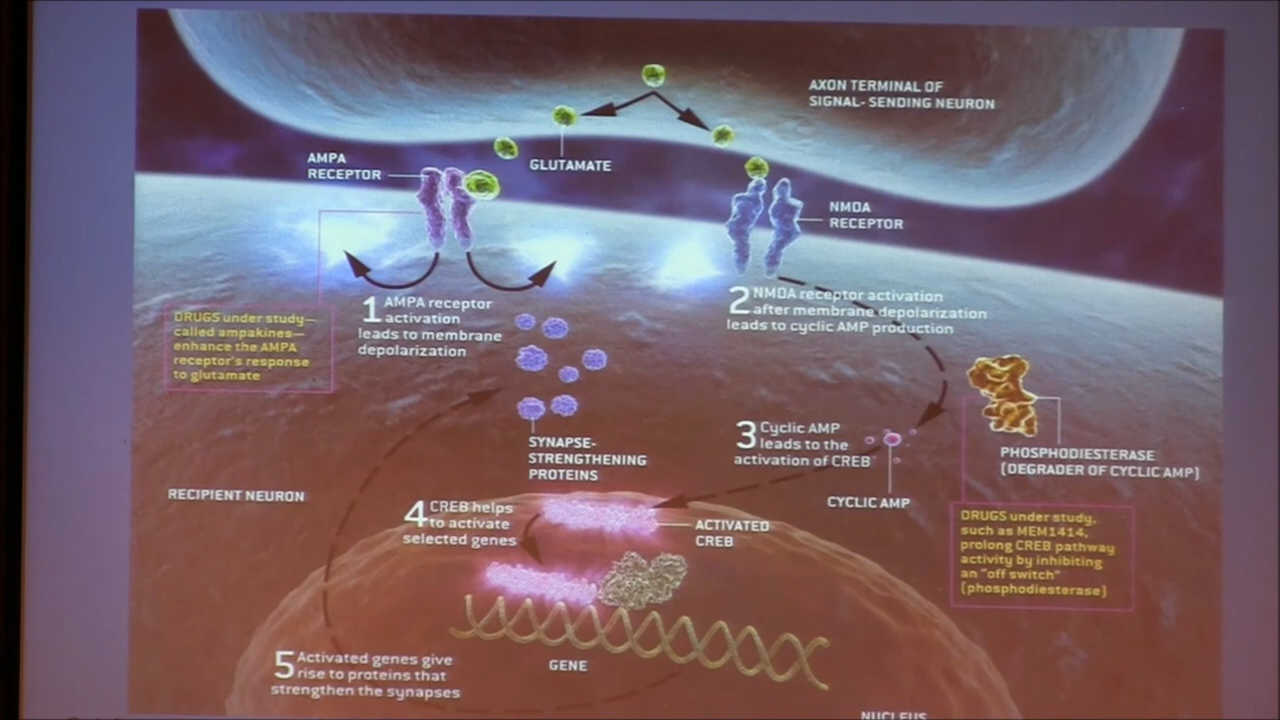 AXON TERMINAL OF
SIGNAL- SENDING NEURON
GLUTAMATE
AMPA
RECEPTOR
NMDA
RECEPTOR
1 AMPA receptor
activation
leads to membrane
depolarization
2 NMDA receptor activation
after membrane depolarization
leads to cyclic AMP production
DRUGS under study—
called ampakines—
enhance the AMPA
receptor's response
to glutamate
3 Cyclic AMP
leads to the
activation of CREB
SYNAPSE-
STRENGTHENING
PROTEINS
PHOSPHODIESTERASE
(DEGRADER OF CYCLIC AMP)
RECIPIENT NEURON
CYCLIC AMP
4 CREB helps
to activate
selected genes
ACTIVATED
CREB
DRUGS under study,
such as MEM1414,
prolong CREB pathway
activity by inhibiting
an "off switch"
(phosphodiesterase)
5 Activated genes give
rise to proteins that
strengthen the synapses
GENE
NUCLEUS